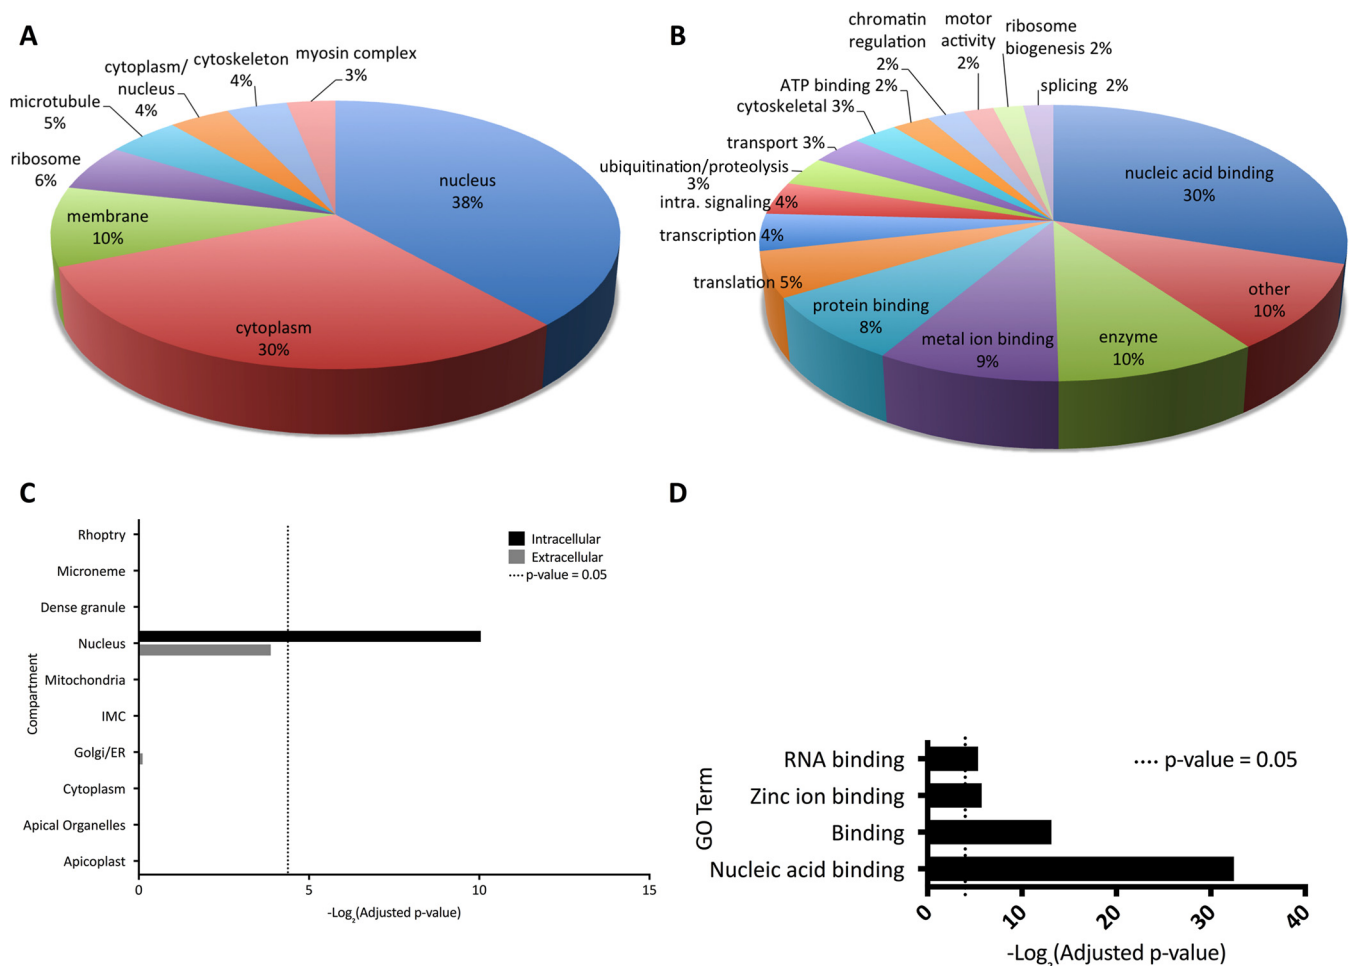 A
nucleus
38%
cytoplasm
30%
membrane
10%
ribosome
6%
microtubule
5%
cytoplasm/
nucleus
4%
cytoskeleton
4%
myosin complex
3%
B
nucleic acid binding
30%
other
10%
enzyme
10%
metal ion binding
9%
protein binding
8%
translation 5%
transcription 4%
intra. signaling 4%
ubiquitination/proteolysis
3%
transport 3%
cytoskeletal 3%
ATP binding 2%
chromatin
regulation
2%
motor
activity
2%
ribosome
biogenesis 2%
splicing 2%
C
Compartment
Rhoptry
Microneme
Dense granule
Nucleus
Mitochondria
IMC
Golgi/ER
Cytoplasm
Apical Organelles
Apicoplast
0 5 10 15
-Log2(Adjusted p-value)
Intracellular
Extracellular
p-value = 0.05
D
GO Term
RNA binding
Zinc ion binding
Binding
Nucleic acid binding
p-value = 0.05
0 10 20 30 40
-Log2(Adjusted p-value)